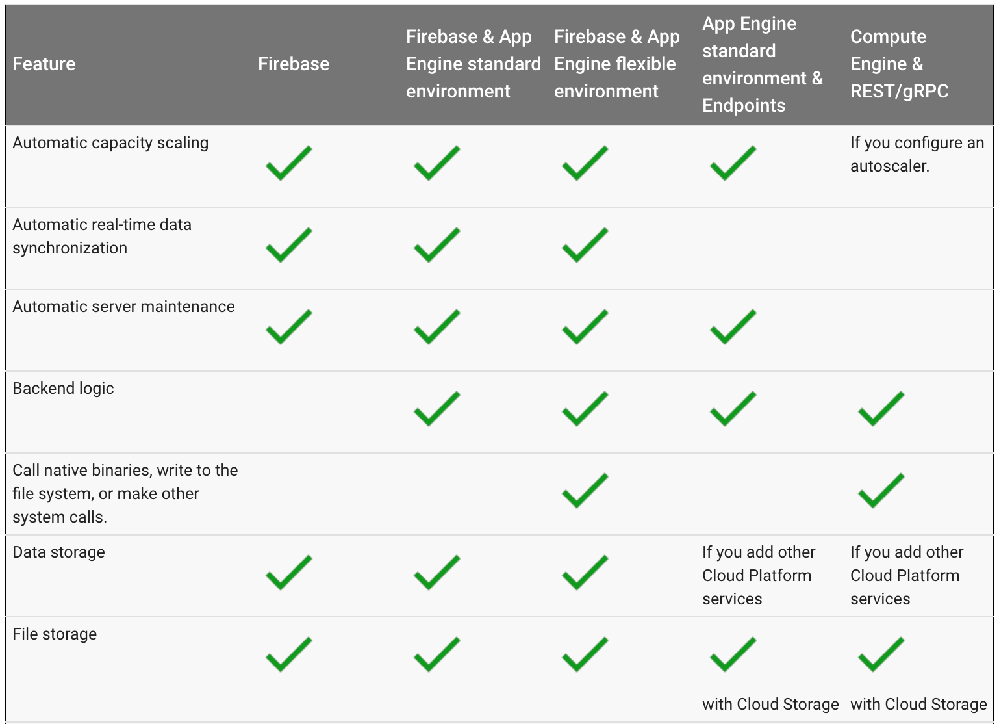 Feature
Firebase
Firebase & App
Engine standard
environment
Firebase & App
Engine flexible
environment
App Engine
standard
environment &
Endpoints
Compute
Engine &
REST/gRPC
Automatic capacity scaling
If you configure an
autoscaler.
Automatic real-time data
synchronization
Automatic server maintenance
Backend logic
Call native binaries, write to the
file system, or make other
system calls.
Data storage
If you add other
Cloud Platform
services
If you add other
Cloud Platform
services
File storage
with Cloud Storage
with Cloud Storage